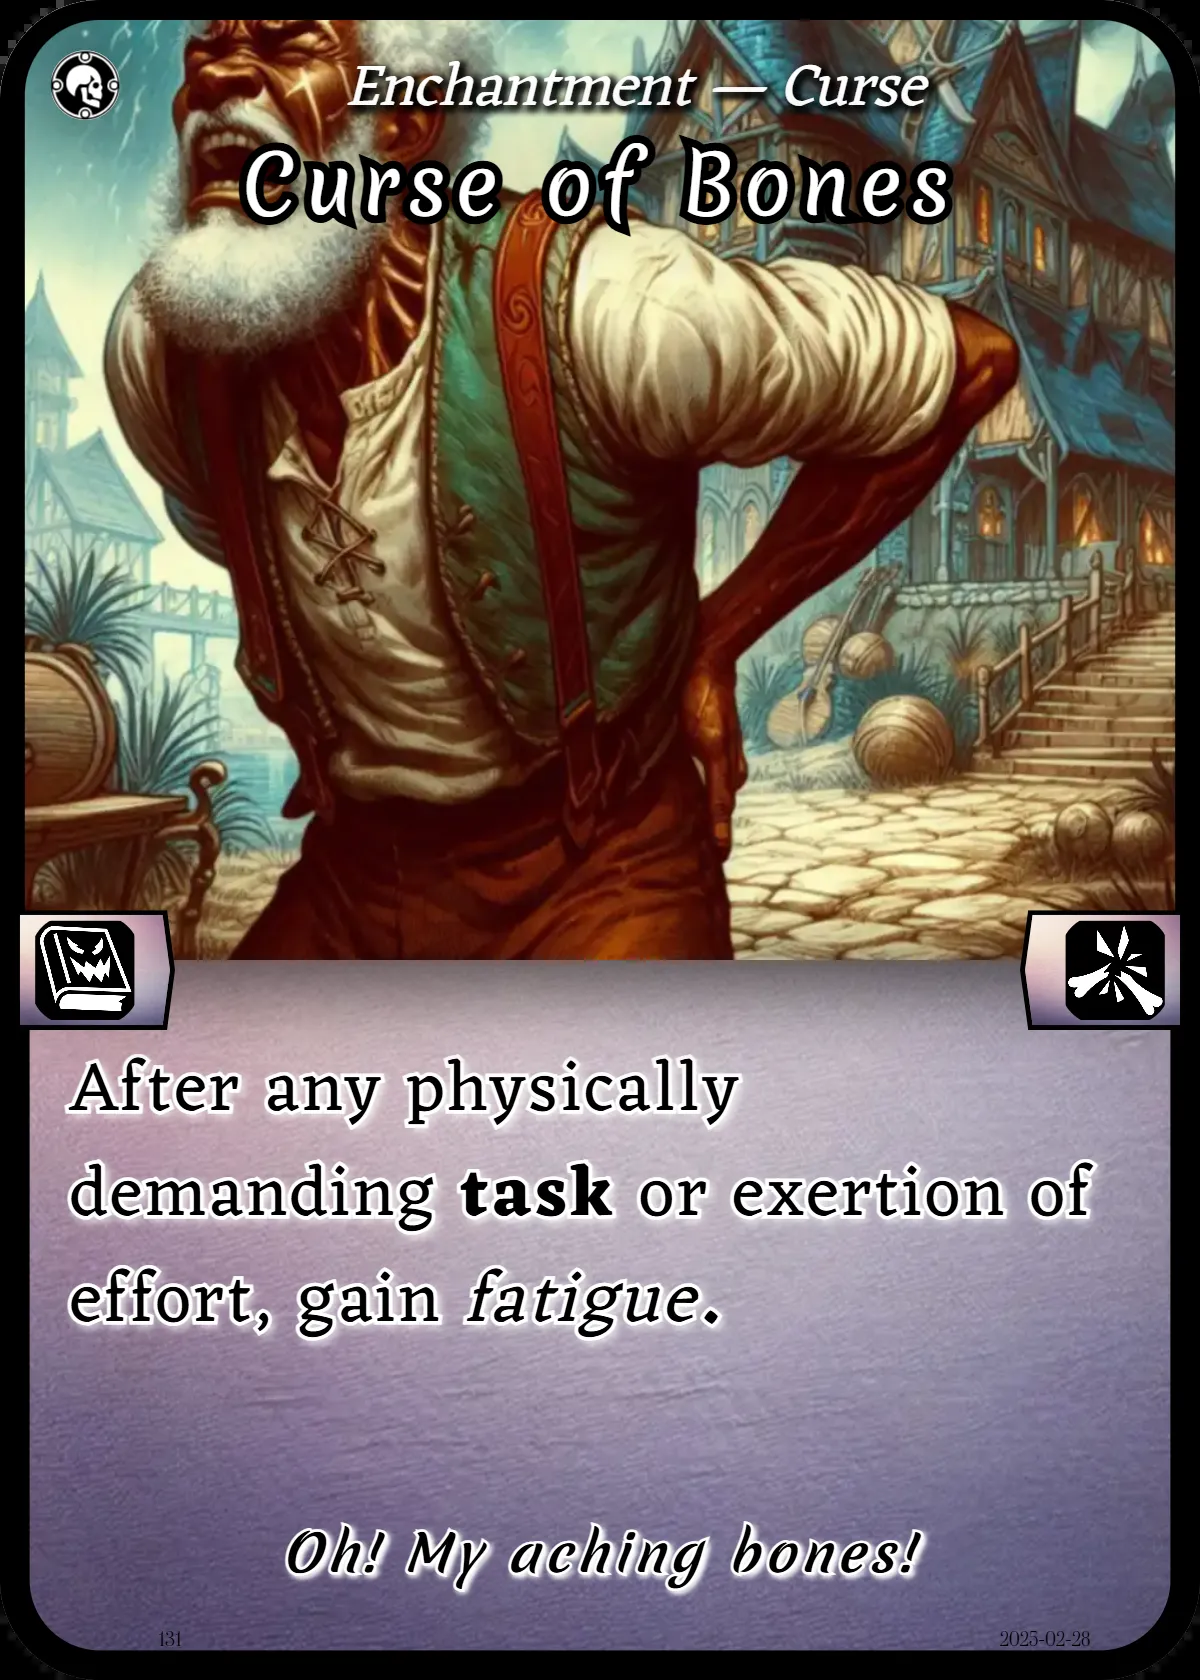 Enchantment — Curse
Curse of Bones
After any physically
demanding task or exertion of
effort, gain fatigue.
Oh! My aching bones!
131
2025-02-28